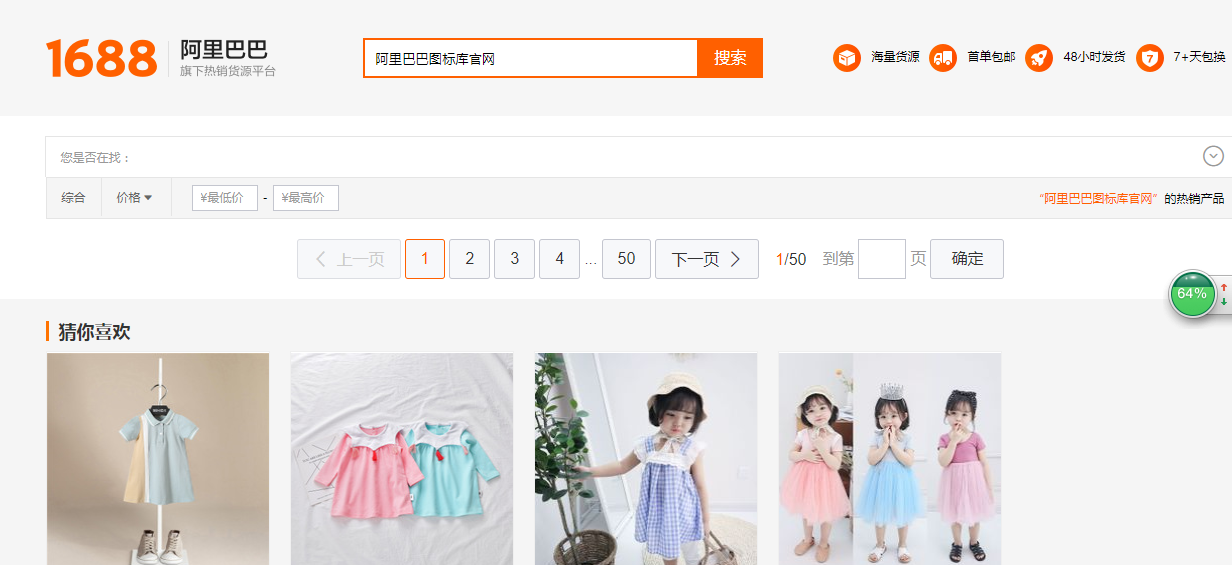 1688 阿里巴巴
旗下热销货源平台
阿里巴巴图标库官网 搜索
海量货源 首单包邮 48小时发货 7 7+天包换
您是否在找：
综合 价格 ¥最低价 - ¥最高价 “阿里巴巴图标库官网” 的热销产品
上一页 1 2 3 4 ... 50 下一页 1/50 到第 页 确定
64%
猜你喜欢